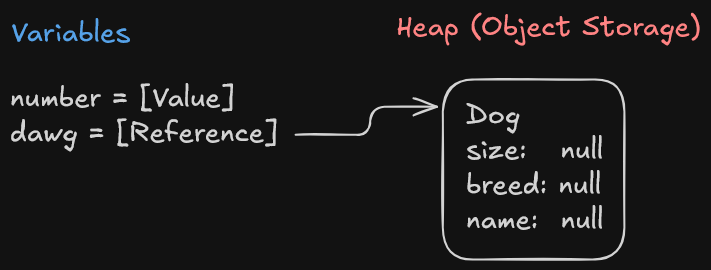 Variables
Heap (Object Storage)
number = [Value]
dawg = [Reference]
Dog
size: null
breed: null
name: null